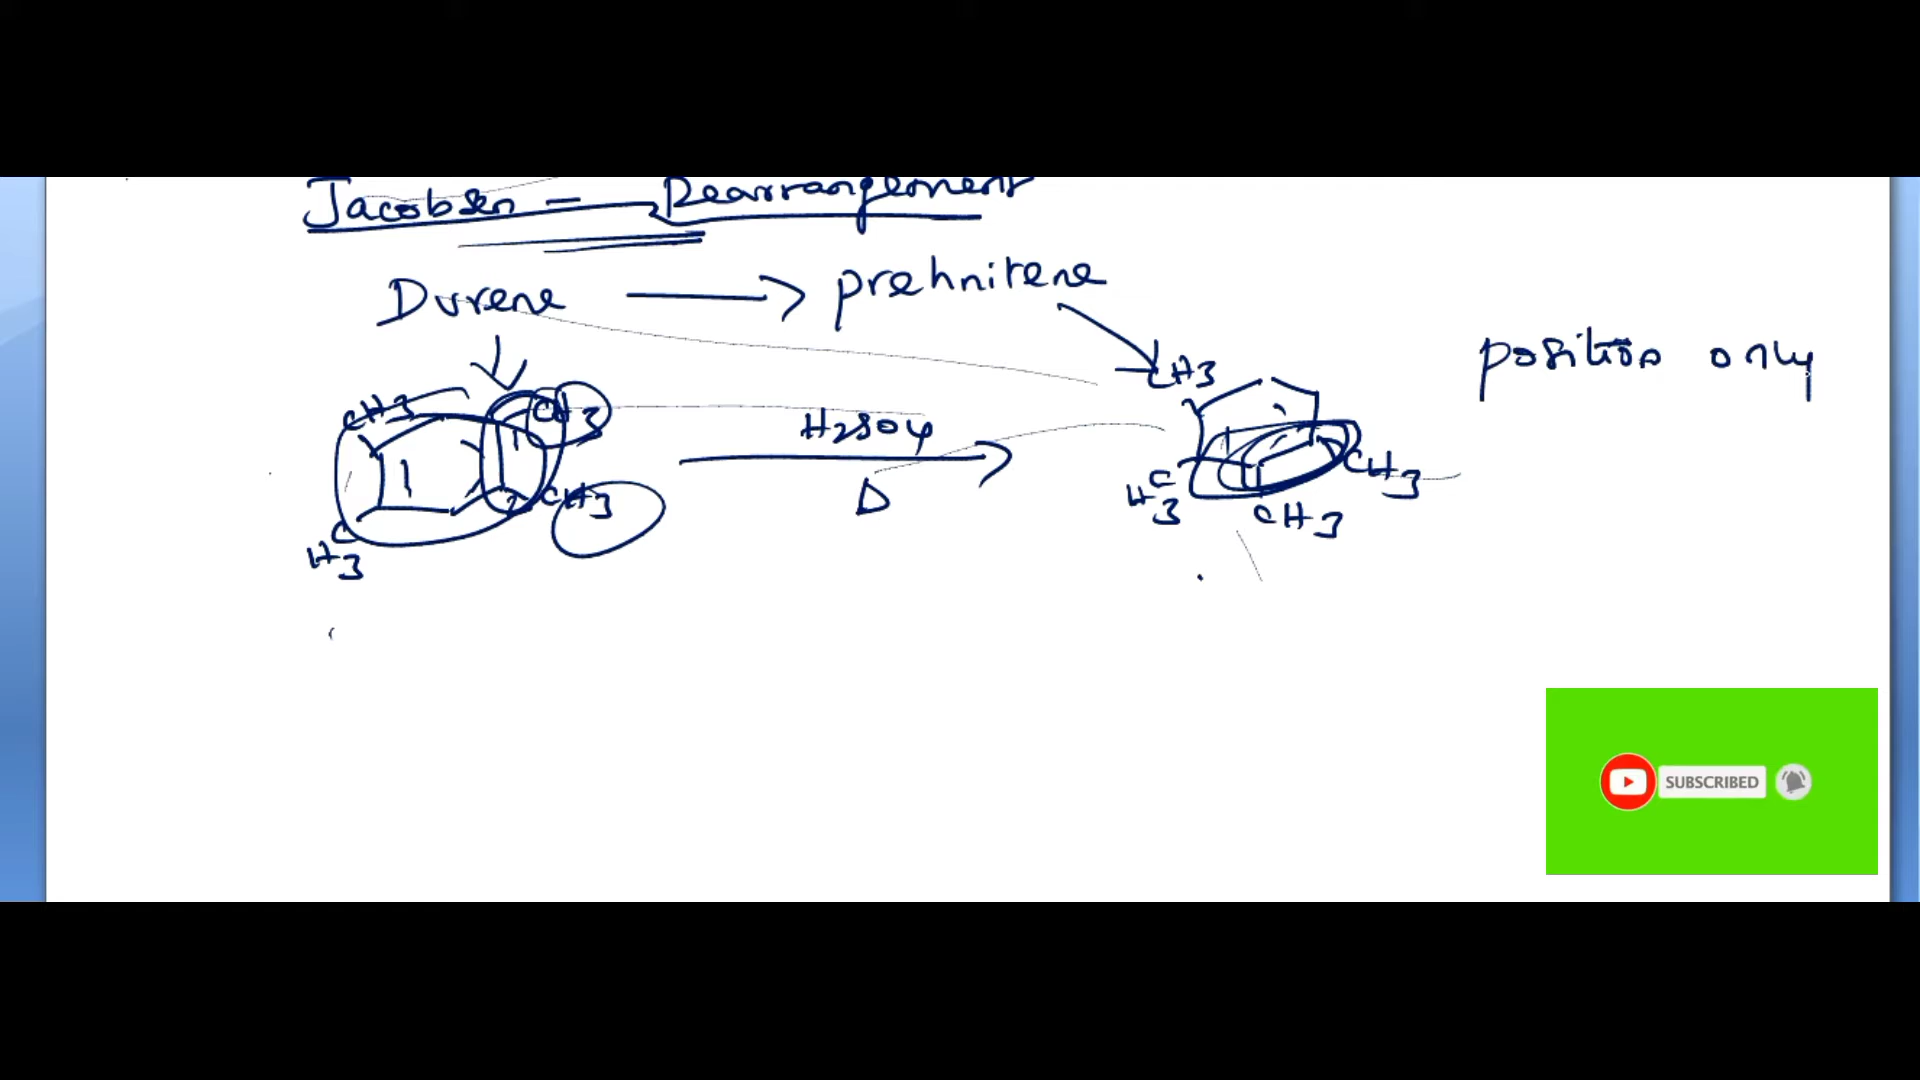 Jacobsen - Rearrangement
Durene → prehnitene
position only
CH3 CH3 H2SO4 CH3
CH3 Δ CH3
H3C H3C CH3
SUBSCRIBED